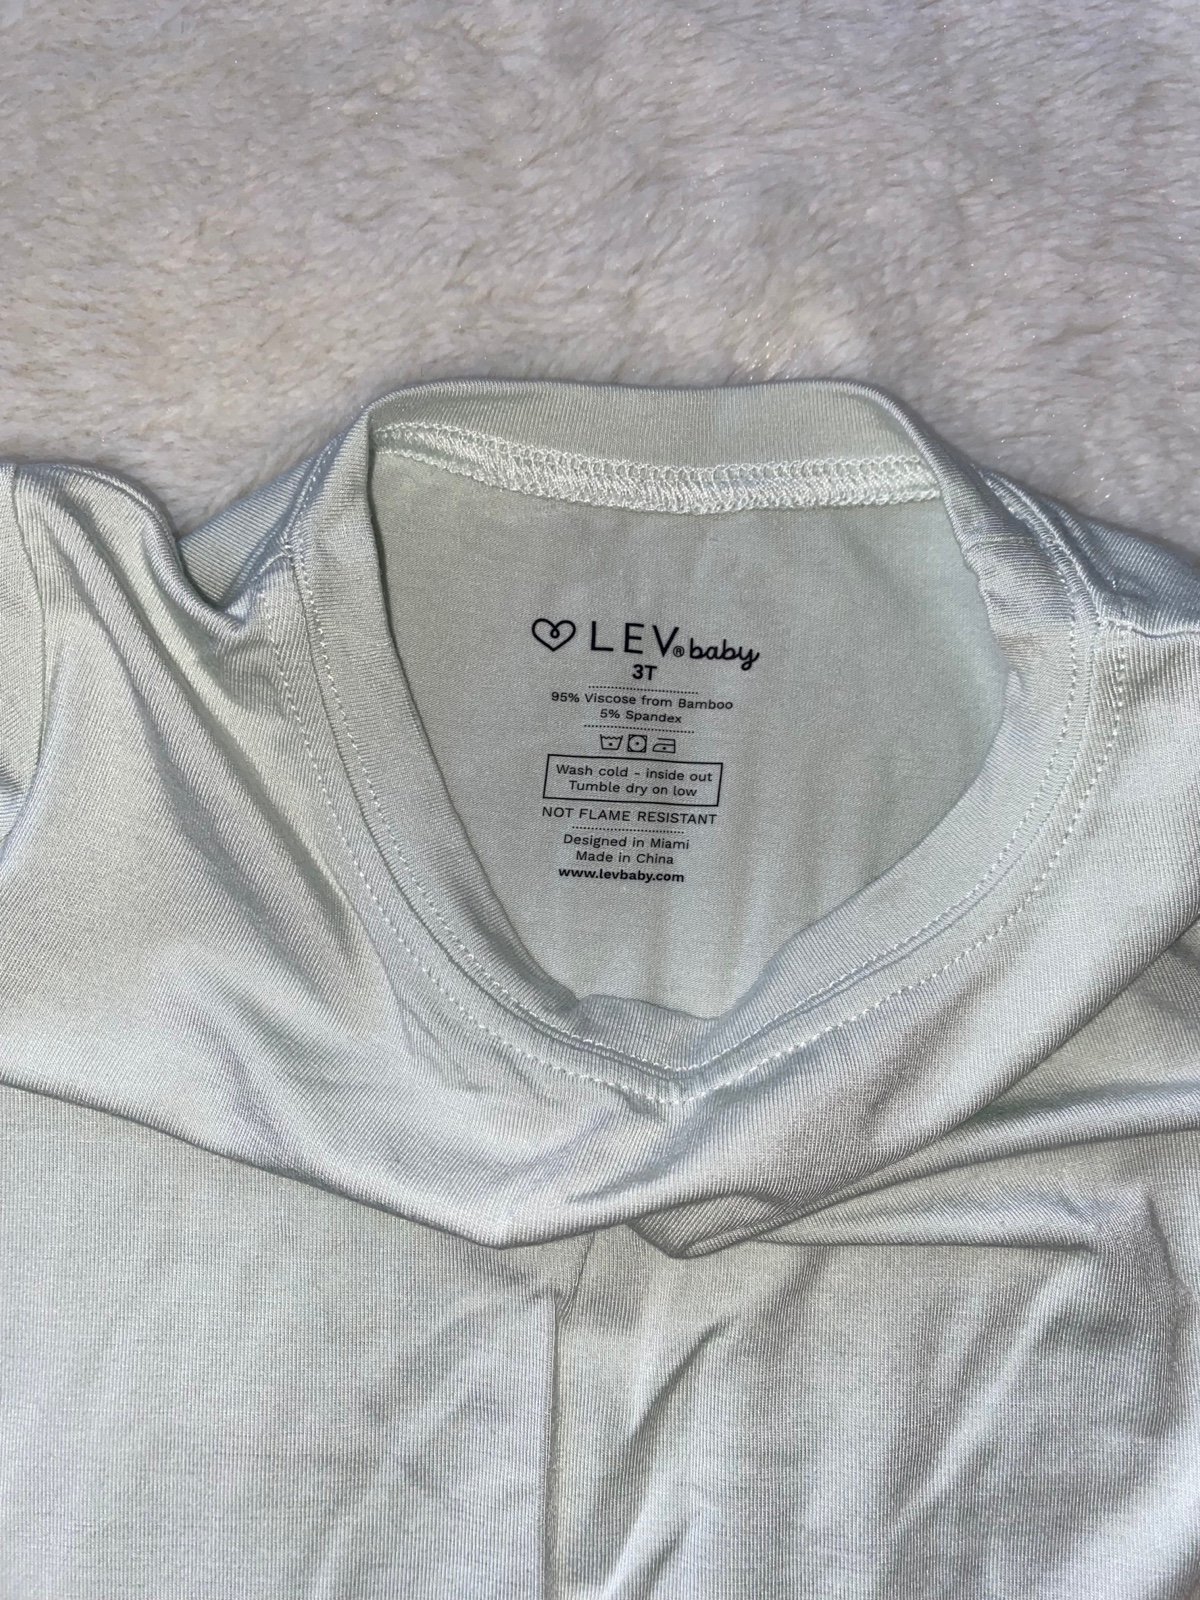 LEV® baby
3T
95% Viscose from Bamboo
5% Spandex
Wash cold - inside out
Tumble dry on low
NOT FLAME RESISTANT
Designed in Miami
Made in China
www.levbaby.com